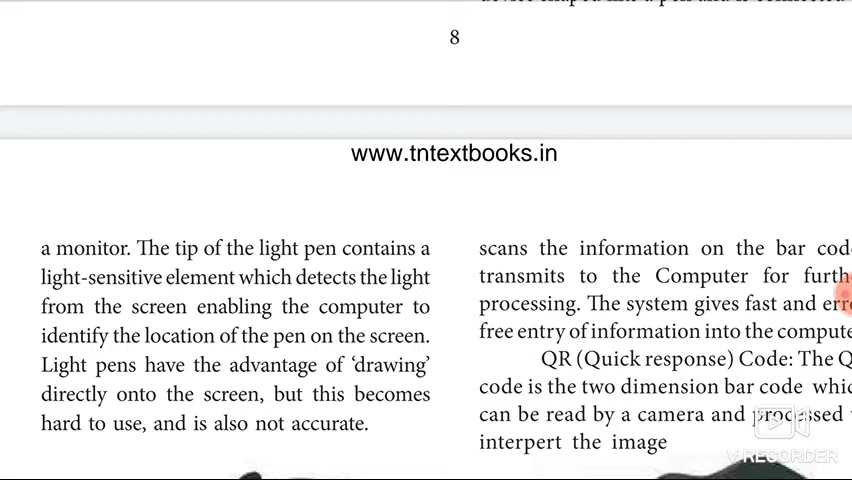 8
www.tntextbooks.in
a monitor. The tip of the light pen contains a
light-sensitive element which detects the light
from the screen enabling the computer to
identify the location of the pen on the screen.
Light pens have the advantage of ‘drawing’
directly onto the screen, but this becomes
hard to use, and is also not accurate.
scans the information on the bar
transmits to the Computer for
processing. The system gives fast and
free entry of information into the
QR (Quick response) Code: The
code is the two dimension bar code
can be read by a camera and processed
interpert the image
V RECORDER